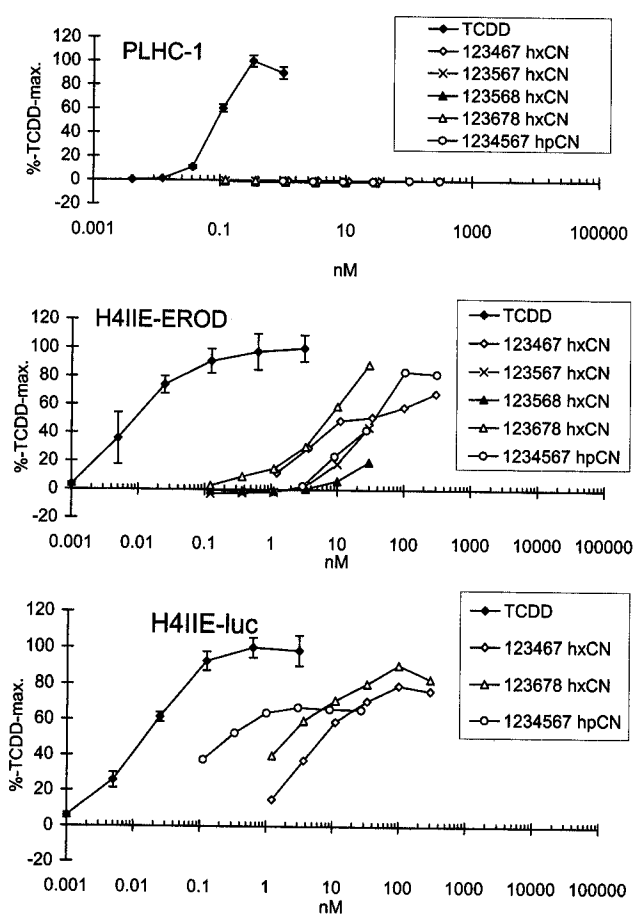 PLHC-1
TCDD
123467 hxCN
123567 hxCN
123568 hxCN
123678 hxCN
1234567 hpCN
%-TCDD-max.
120
100
80
60
40
20
0
-20
0.001 0.1 10 1000 100000
nM
H4IIE-EROD
TCDD
123467 hxCN
123567 hxCN
123568 hxCN
123678 hxCN
1234567 hpCN
%-TCDD-max.
120
100
80
60
40
20
0
-20
0.001 0.01 0.1 1 10 100 1000 10000 100000
nM
H4IIE-luc
TCDD
123467 hxCN
123678 hxCN
1234567 hpCN
%-TCDD-max.
120
100
80
60
40
20
0
-20
0.001 0.01 0.1 1 10 100 1000 10000 100000
nM